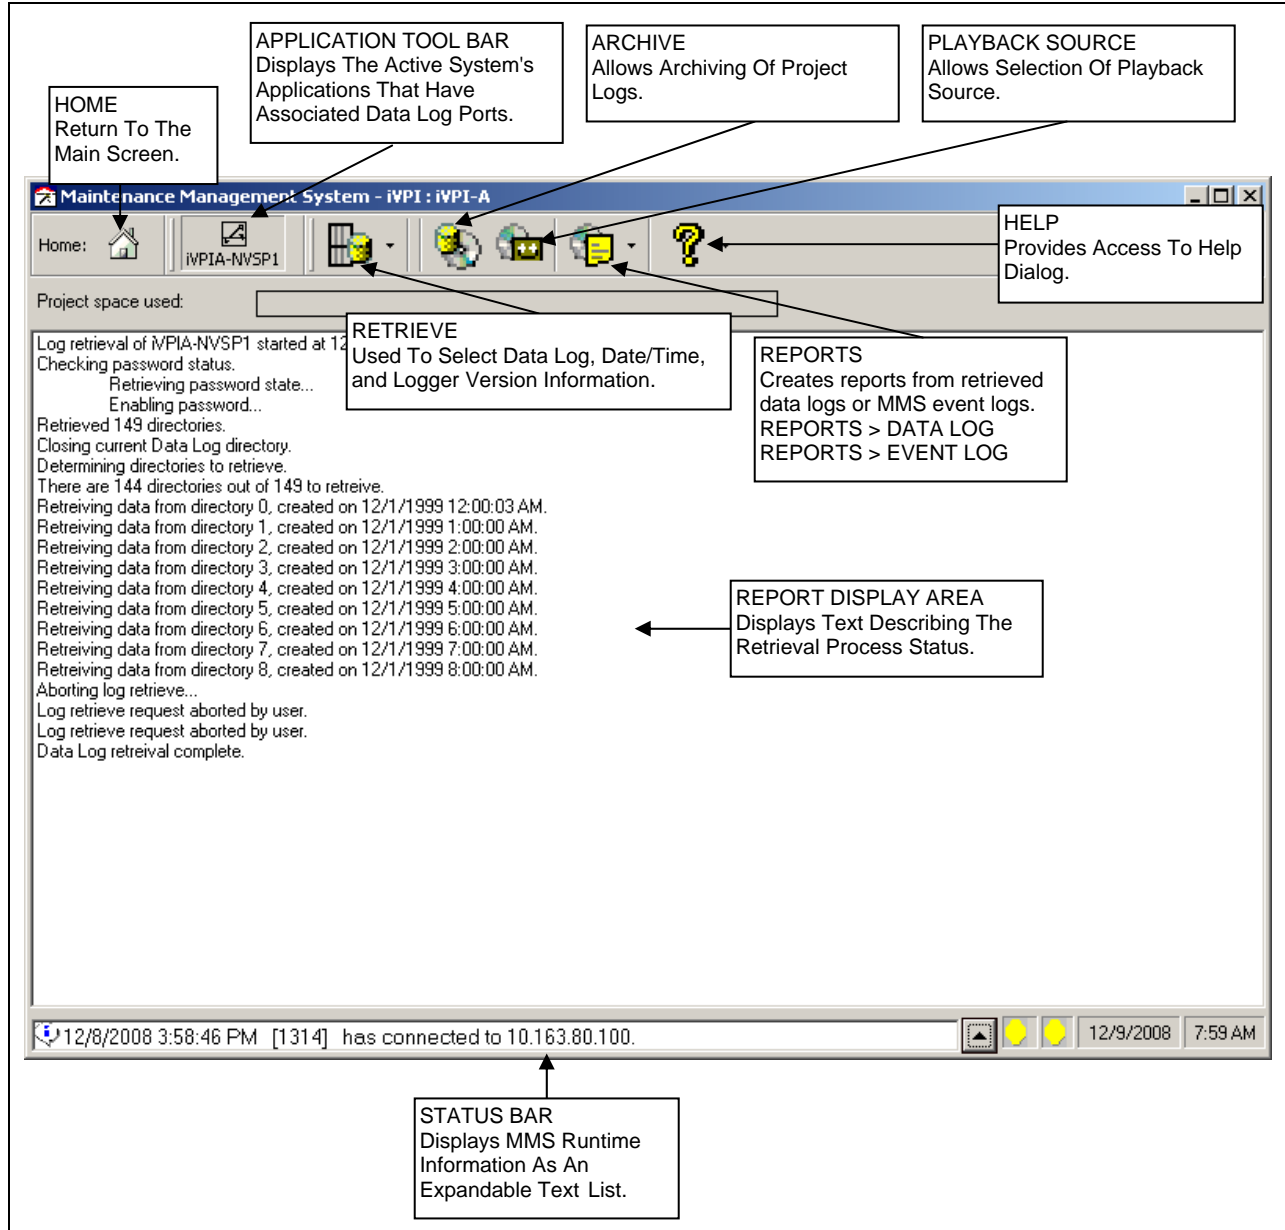 APPLICATION TOOL BAR
Displays The Active System's
Applications That Have
Associated Data Log Ports.
ARCHIVE
Allows Archiving Of Project
Logs.
PLAYBACK SOURCE
Allows Selection Of Playback
Source.
HOME
Return To The
Main Screen.
Maintenance Management System - iVPI : iVPI-A
Home:
iVPIA-NVSP1
HELP
Provides Access To Help
Dialog.
Project space used:
RETRIEVE
Used To Select Data Log, Date/Time,
and Logger Version Information.
REPORTS
Creates reports from retrieved
data logs or MMS event logs.
REPORTS > DATA LOG
REPORTS > EVENT LOG
Log retrieval of iVPIA-NVSP1 started at 12
Checking password status.
Retrieving password state...
Enabling password...
Retrieved 149 directories.
Closing current Data Log directory.
Determining directories to retrieve.
There are 144 directories out of 149 to retreive.
Retreiving data from directory 0, created on 12/1/1999 12:00:03 AM.
Retreiving data from directory 1, created on 12/1/1999 1:00:00 AM.
Retreiving data from directory 2, created on 12/1/1999 2:00:00 AM.
Retreiving data from directory 3, created on 12/1/1999 3:00:00 AM.
Retreiving data from directory 4, created on 12/1/1999 4:00:00 AM.
Retreiving data from directory 5, created on 12/1/1999 5:00:00 AM.
Retreiving data from directory 6, created on 12/1/1999 6:00:00 AM.
Retreiving data from directory 7, created on 12/1/1999 7:00:00 AM.
Retreiving data from directory 8, created on 12/1/1999 8:00:00 AM.
Aborting log retrieve...
Log retrieve request aborted by user.
Log retrieve request aborted by user.
Data Log retreival complete.
REPORT DISPLAY AREA
Displays Text Describing The
Retrieval Process Status.
12/8/2008 3:58:46 PM [1314] has connected to 10.163.80.100.
12/9/2008
7:59 AM
STATUS BAR
Displays MMS Runtime
Information As An
Expandable Text List.